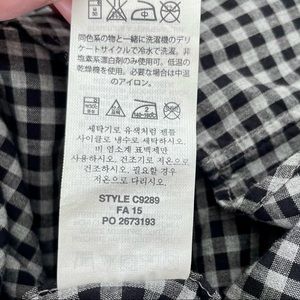 同色系の物と一緒に洗濯機のデリ
ケートサイクルで冷水で洗濯。非
塩素系漂白剤のみ使用可。低温の
乾燥機を使用。必要な場合は中温
のアイロン。
세탁기로 유색처럼 제품
사이클로 냉수로 세탁하시오.
비 염소계 표백제만
사용하시오. 건조기로 저온으로
건조하시오. 필요할 경우
저온으로 다리시오.
STYLE C9289
FA 15
PO 2673193